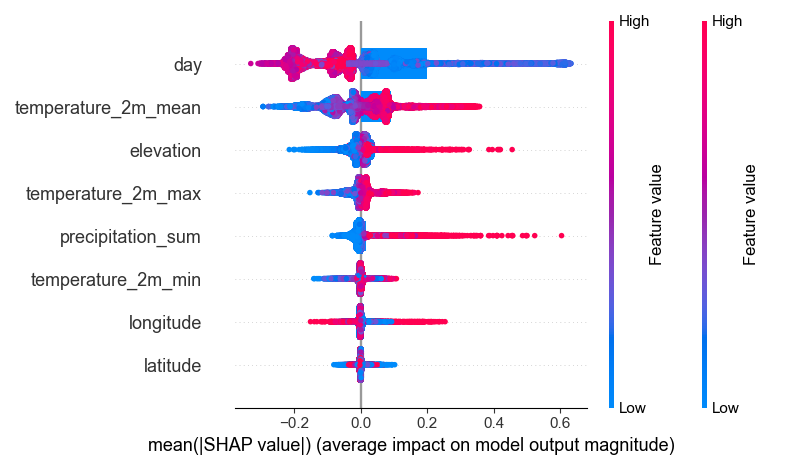 High
High
day
temperature_2m_mean
elevation
temperature_2m_max
precipitation_sum
temperature_2m_min
longitude
latitude
Feature value
Feature value
Low
Low
−0.2 0.0 0.2 0.4 0.6
mean(|SHAP value|) (average impact on model output magnitude)